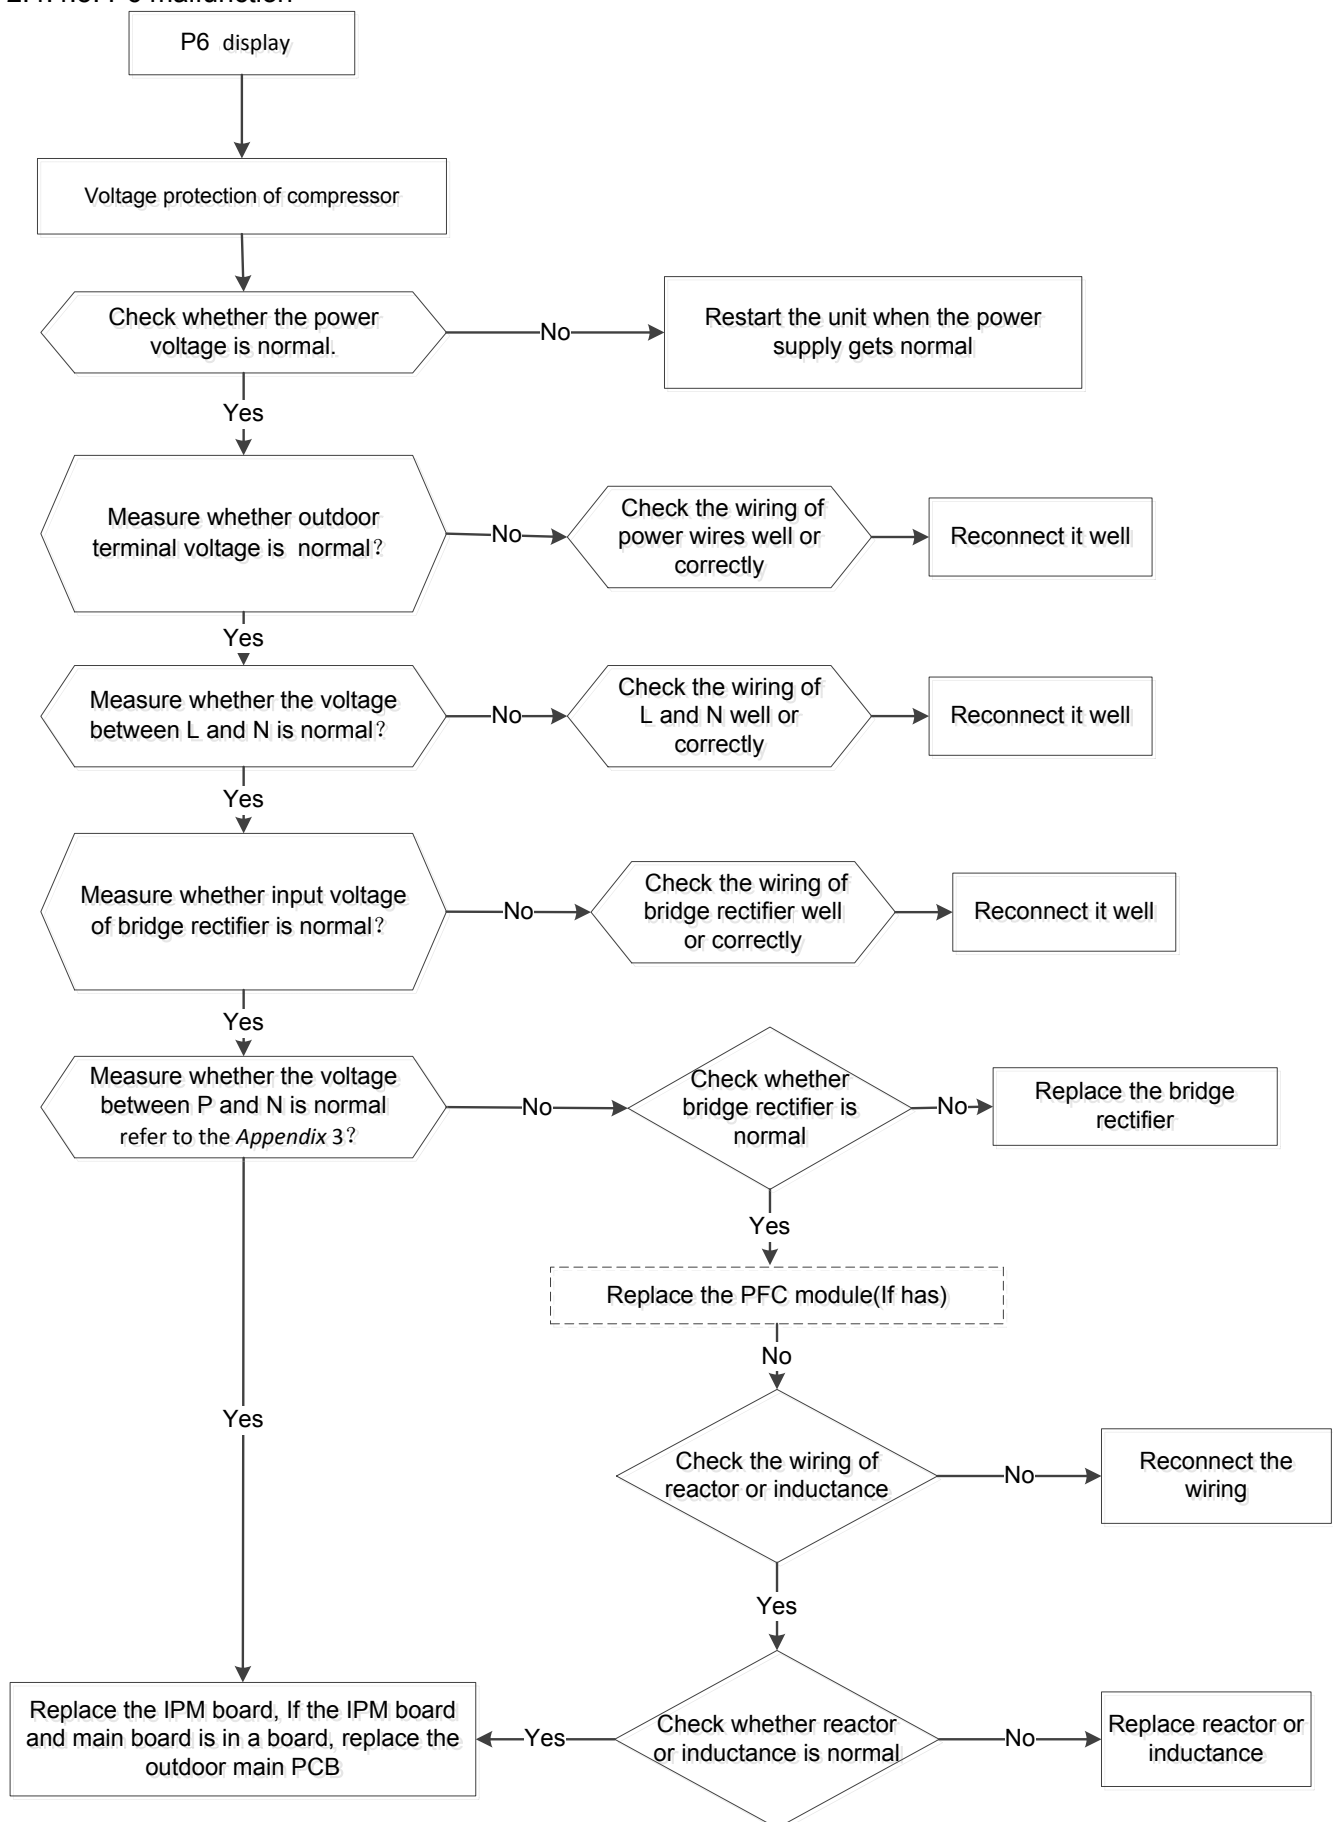 P6 display
Voltage protection of compressor
Check whether the power
voltage is normal.
No
Restart the unit when the power
supply gets normal
Yes
Measure whether outdoor
terminal voltage is normal?
No
Check the wiring of
power wires well or
correctly
Reconnect it well
Yes
Measure whether the voltage
between L and N is normal?
No
Check the wiring of
L and N well or
correctly
Reconnect it well
Yes
Measure whether input voltage
of bridge rectifier is normal?
No
Check the wiring of
bridge rectifier well
or correctly
Reconnect it well
Yes
Measure whether the voltage
between P and N is normal
refer to the Appendix 3?
No
Check whether
bridge rectifier is
normal
No
Replace the bridge
rectifier
Yes
Replace the PFC module(If has)
No
Yes
Check the wiring of
reactor or inductance
No
Reconnect the
wiring
Yes
Replace the IPM board, If the IPM board
and main board is in a board, replace the
outdoor main PCB
Yes
Check whether reactor
or inductance is normal
No
Replace reactor or
inductance